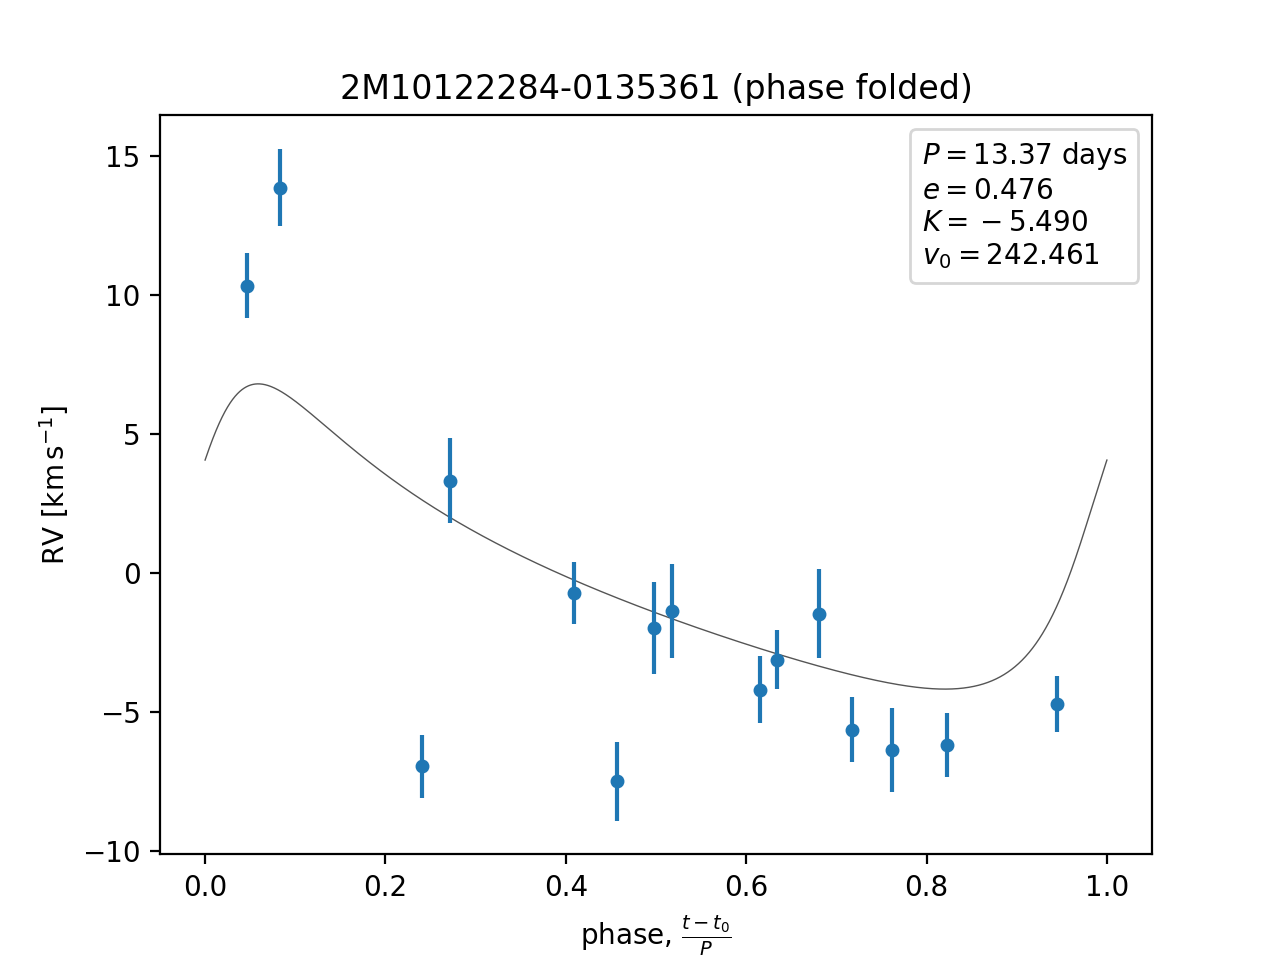 2M10122284-0135361 (phase folded)
P = 13.37 days
e = 0.476
K = −5.490
v₀ = 242.461
RV [km s⁻¹]
15
10
5
0
−5
−10
0.0 0.2 0.4 0.6 0.8 1.0
phase, (t − t₀)/P